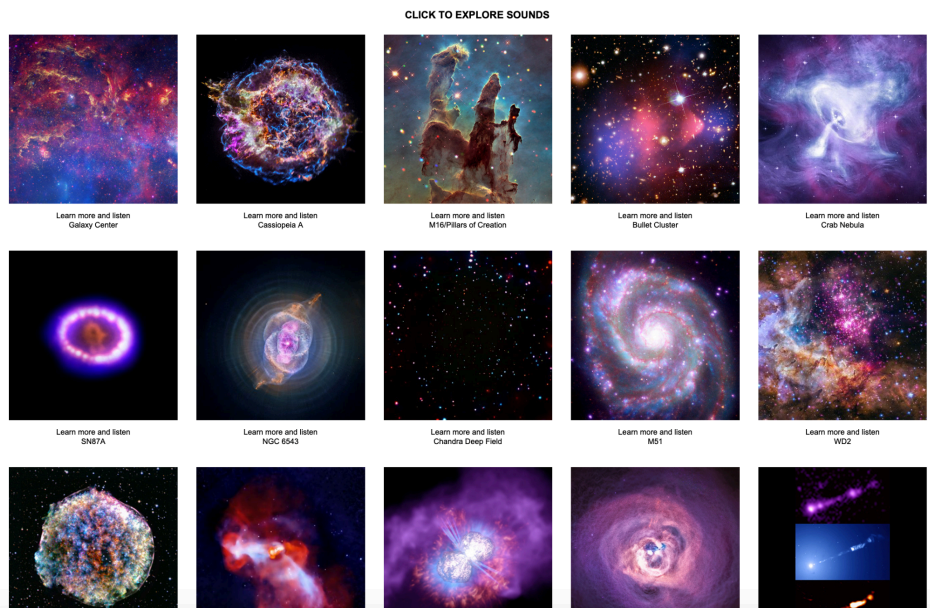 CLICK TO EXPLORE SOUNDS
Learn more and listen
Galaxy Center
Learn more and listen
Cassiopeia A
Learn more and listen
M16/Pillars of Creation
Learn more and listen
Bullet Cluster
Learn more and listen
Crab Nebula
Learn more and listen
SN87A
Learn more and listen
NGC 6543
Learn more and listen
Chandra Deep Field
Learn more and listen
M51
Learn more and listen
WD2